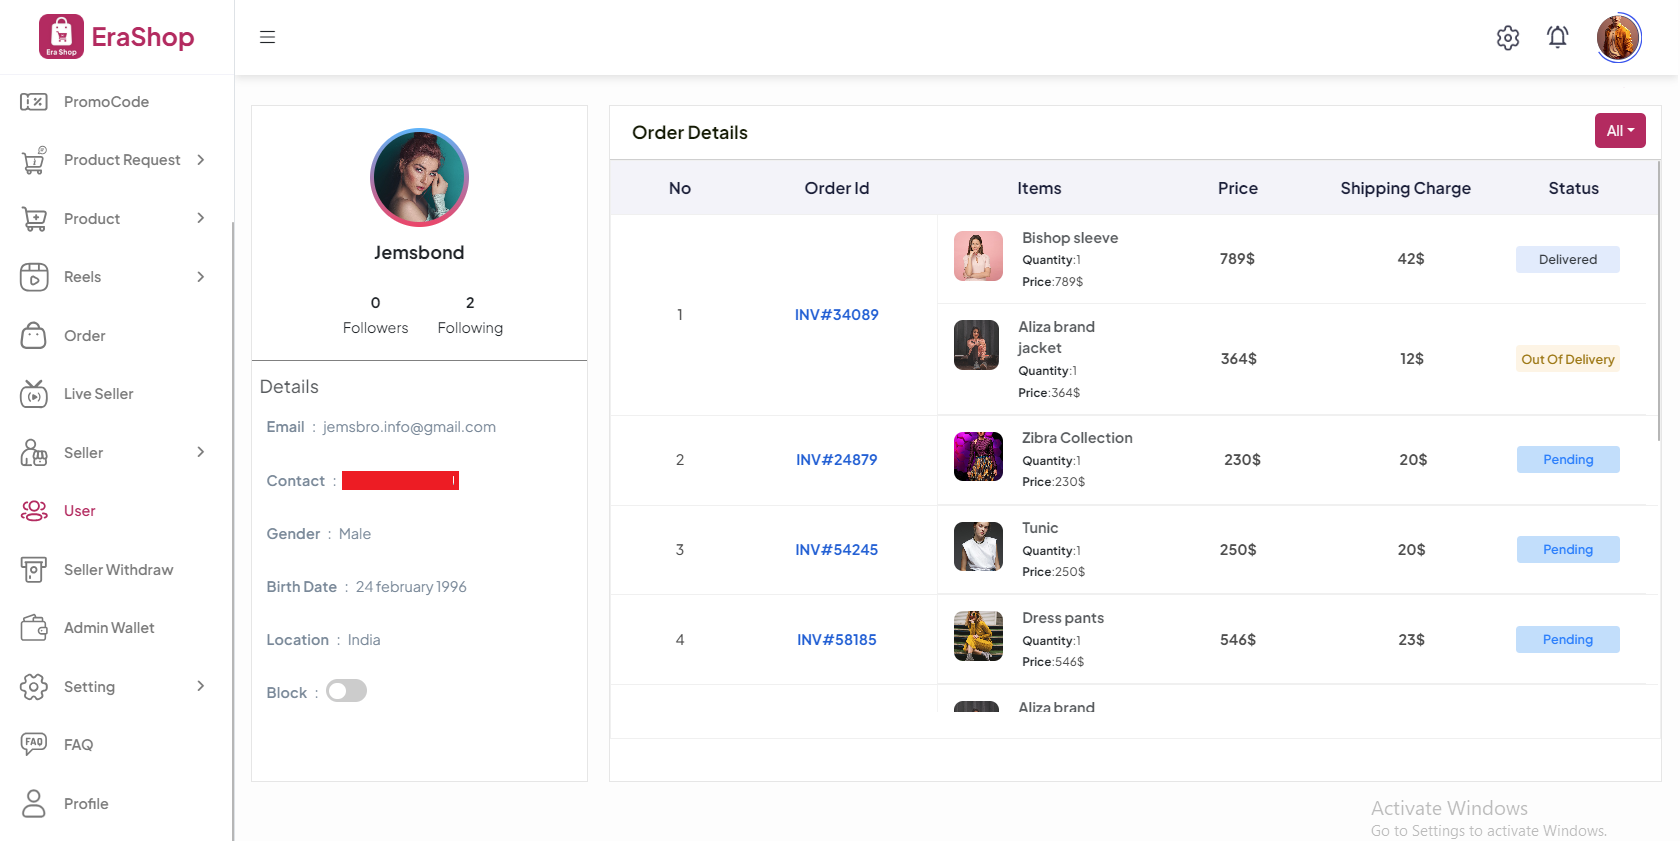 Era Shop
EraShop
PromoCode
Product Request
Product
Reels
Order
Live Seller
Seller
User
Seller Withdraw
Admin Wallet
Setting
FAQ
FAQ
Profile
Jemsbond
0 2
Followers Following
Details
Email : jemsbro.info@gmail.com
Contact :
Gender : Male
Birth Date : 24 february 1996
Location : India
Block :
Order Details
All
No Order Id Items Price Shipping Charge Status
1 INV#34089
Bishop sleeve
Quantity:1
Price:789$
789$ 42$ Delivered
Aliza brand
jacket
Quantity:1
Price:364$
364$ 12$ Out Of Delivery
2 INV#24879
Zibra Collection
Quantity:1
Price:230$
230$ 20$ Pending
3 INV#54245
Tunic
Quantity:1
Price:250$
250$ 20$ Pending
4 INV#58185
Dress pants
Quantity:1
Price:546$
546$ 23$ Pending
Aliza brand
Activate Windows
Go to Settings to activate Windows.